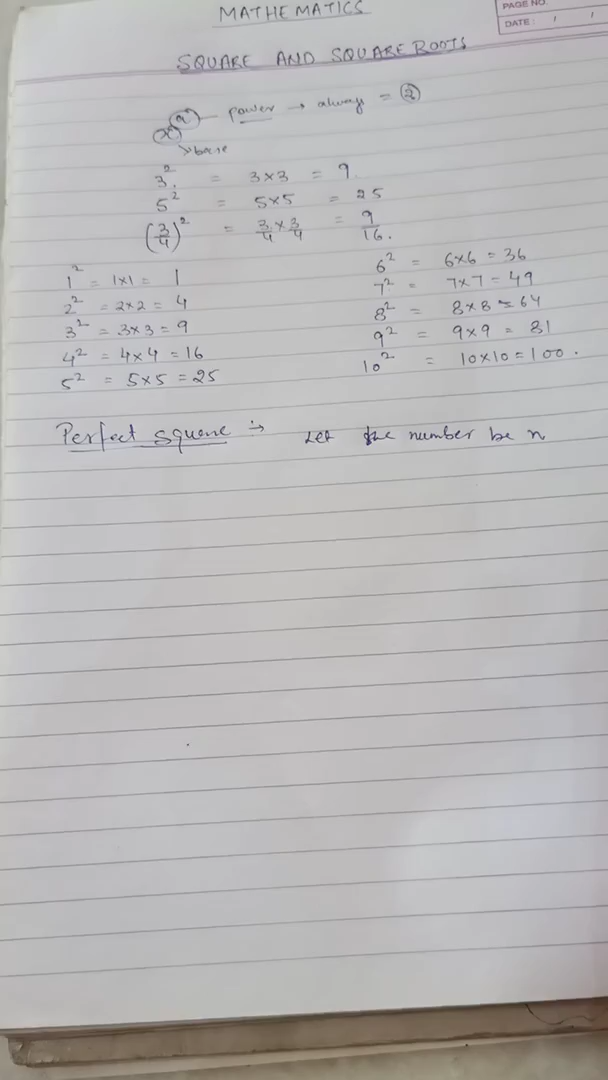 MATHEMATICS
PAGE NO.
DATE: / /
SQUARE AND SQUARE ROOTS
power → always = ②
base
3² = 3×3 = 9
5² = 5×5 = 25
(3/4)² = 3/4 × 3/4 = 9/16.
1² = 1×1 = 1
2² = 2×2 = 4
3² = 3×3 = 9
4² = 4×4 = 16
5² = 5×5 = 25
6² = 6×6 = 36
7² = 7×7 = 49
8² = 8×8 = 64
9² = 9×9 = 81
10² = 10×10 = 100.
Perfect square :→ Let the number be n